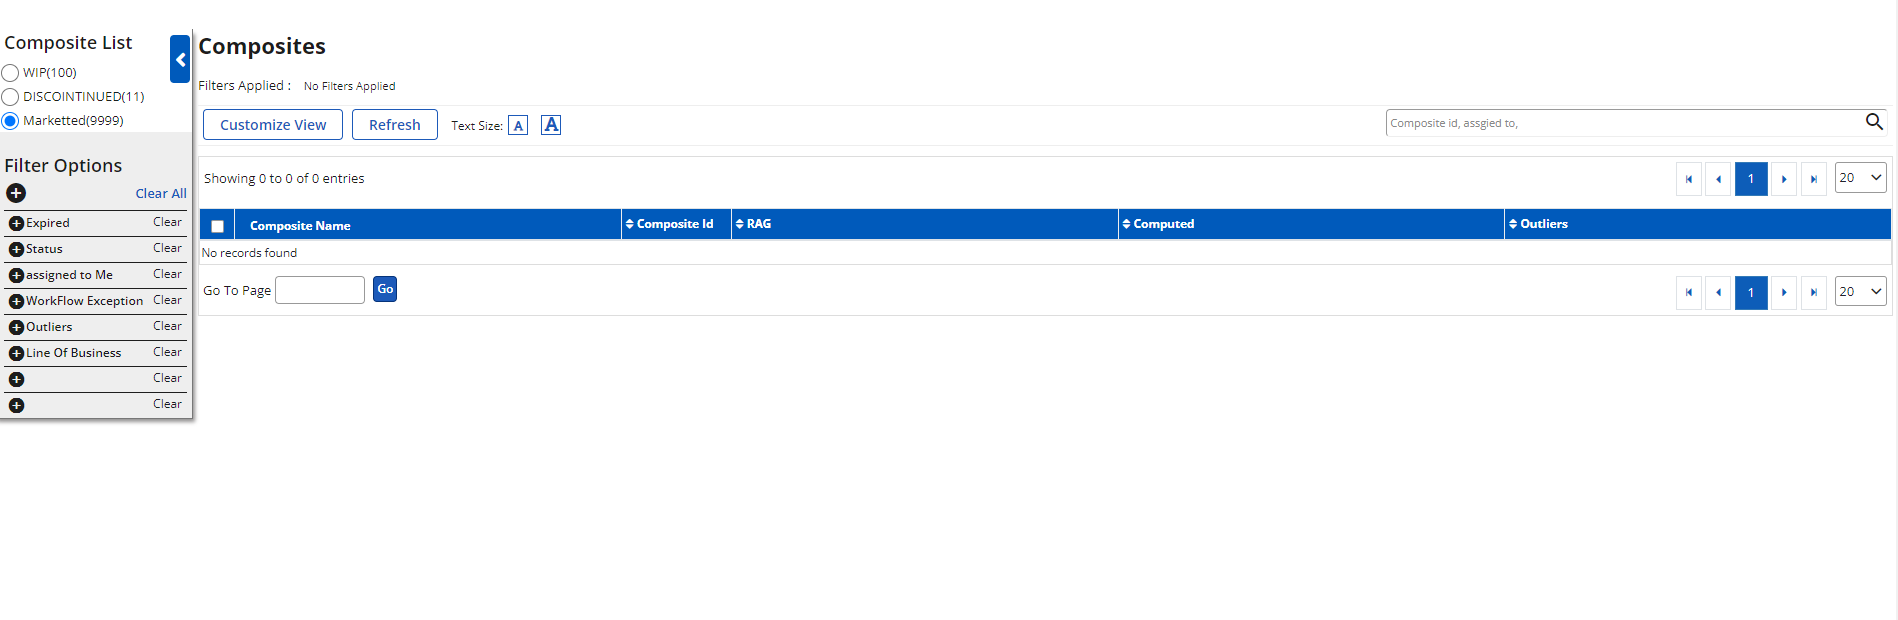 Composite List
WIP(100)
DISCOINTINUED(11)
Marketted(9999)
Filter Options
Clear All
Expired Clear
Status Clear
assigned to Me Clear
WorkFlow Exception Clear
Outliers Clear
Line Of Business Clear
Clear
Clear
Composites
Filters Applied : No Filters Applied
Customize View Refresh Text Size: A A Composite id, assgied to,
Showing 0 to 0 of 0 entries 1 20
Composite Name Composite Id RAG Computed Outliers
No records found
Go To Page Go 1 20